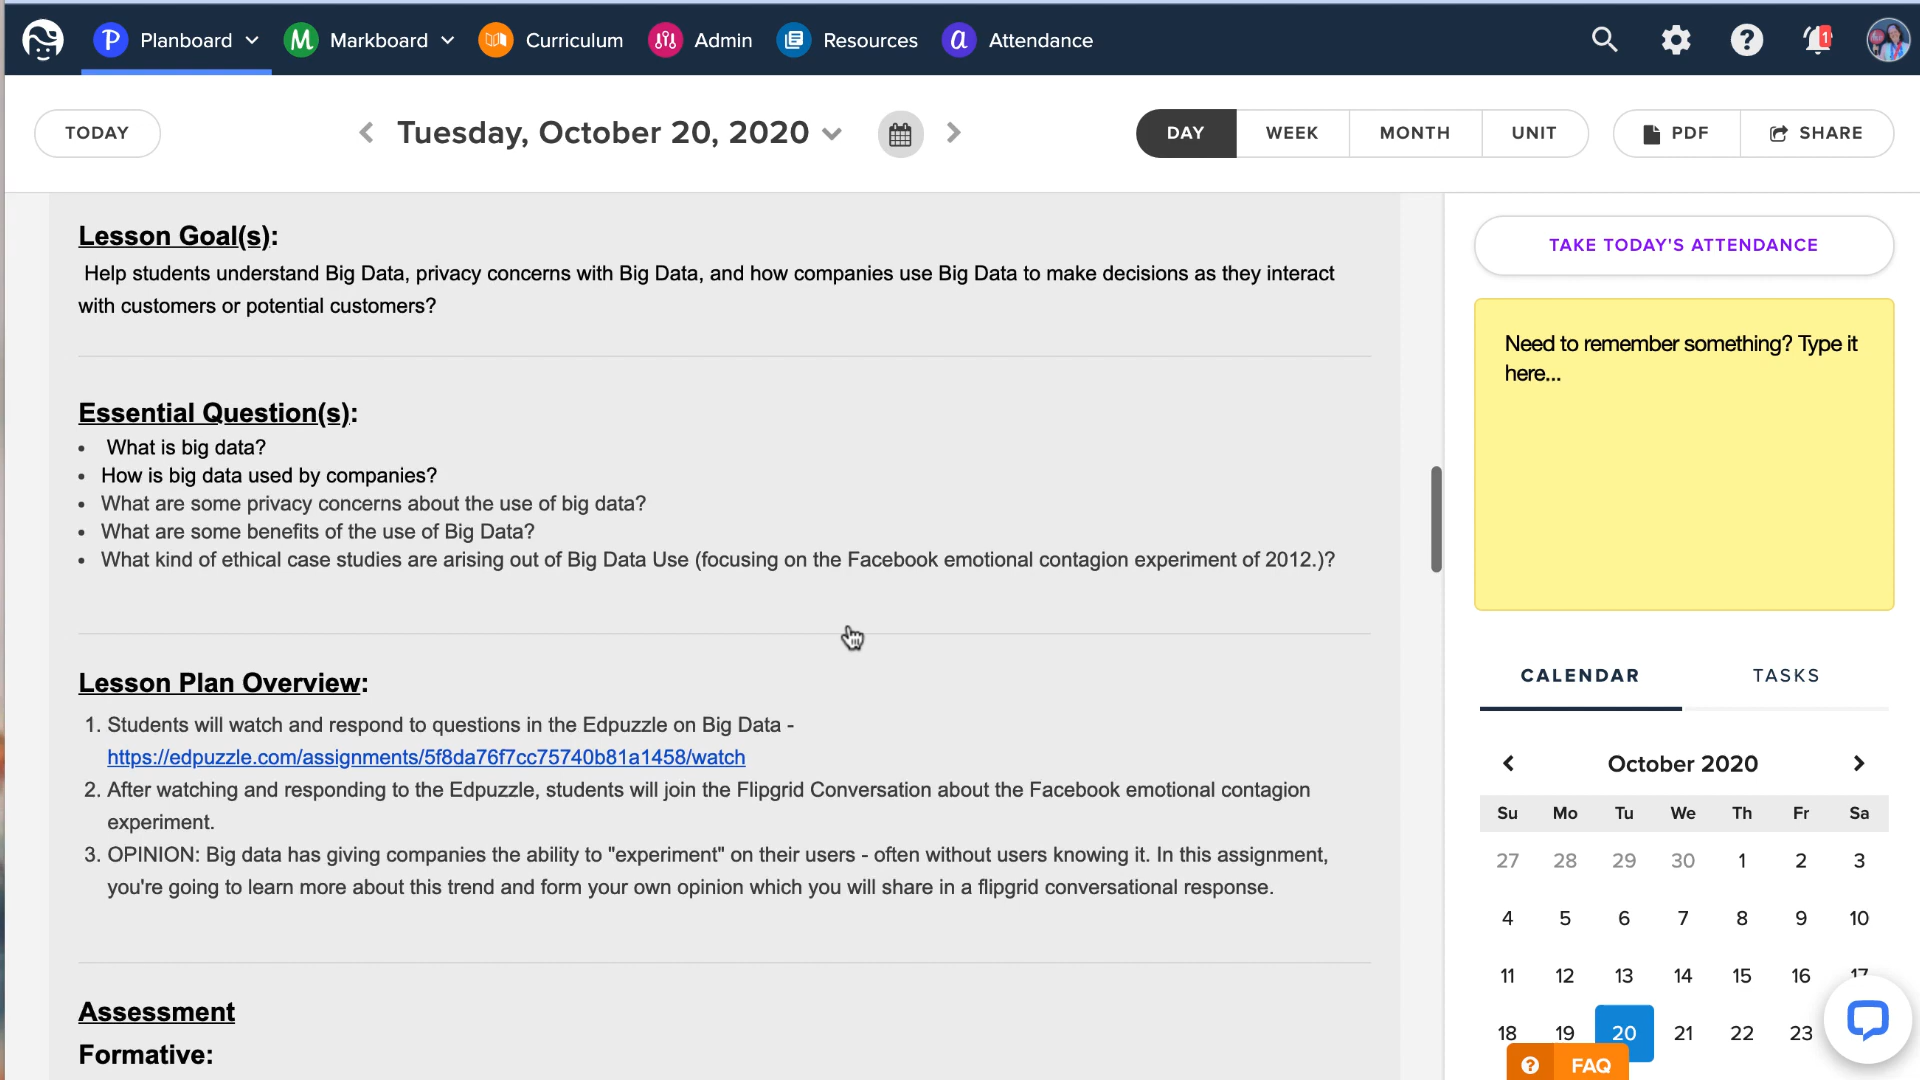 Planboard
Markboard
Curriculum
Admin
Resources
Attendance
1
TODAY
Tuesday, October 20, 2020
DAY
WEEK
MONTH
UNIT
PDF
SHARE
Lesson Goal(s):
Help students understand Big Data, privacy concerns with Big Data, and how companies use Big Data to make decisions as they interact
with customers or potential customers?
Essential Question(s):
• What is big data?
• How is big data used by companies?
• What are some privacy concerns about the use of big data?
• What are some benefits of the use of Big Data?
• What kind of ethical case studies are arising out of Big Data Use (focusing on the Facebook emotional contagion experiment of 2012.)?
Lesson Plan Overview:
1. Students will watch and respond to questions in the Edpuzzle on Big Data -
https://edpuzzle.com/assignments/5f8da76f7cc75740b81a1458/watch
2. After watching and responding to the Edpuzzle, students will join the Flipgrid Conversation about the Facebook emotional contagion
experiment.
3. OPINION: Big data has giving companies the ability to "experiment" on their users - often without users knowing it. In this assignment,
you're going to learn more about this trend and form your own opinion which you will share in a flipgrid conversational response.
Assessment
Formative:
TAKE TODAY'S ATTENDANCE
Need to remember something? Type it
here...
CALENDAR
TASKS
October 2020
Su Mo Tu We Th Fr Sa
27 28 29 30 1 2 3
4 5 6 7 8 9 10
11 12 13 14 15 16 17
18 19 20 21 22 23
FAQ